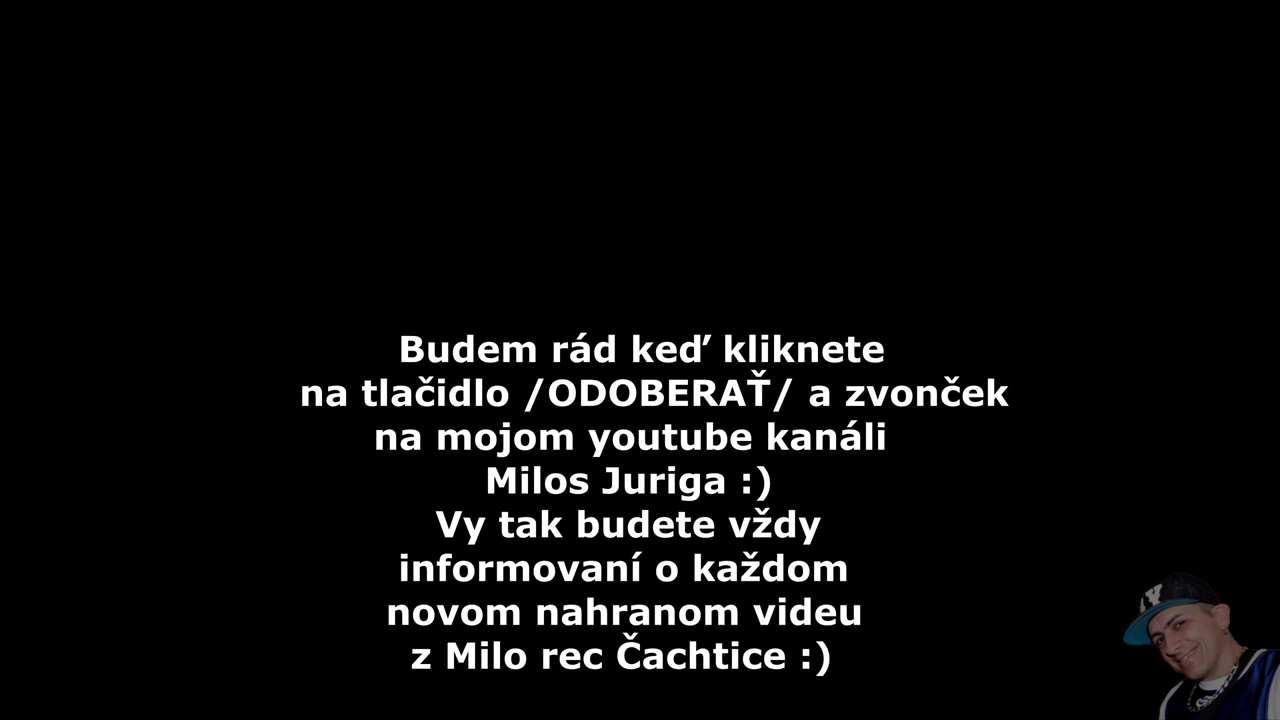 Budem rád keď kliknete
na tlačidlo /ODOBERAŤ/ a zvonček
na mojom youtube kanáli
Milos Juriga :)
Vy tak budete vždy
informovaní o každom
novom nahranom videu
z Milo rec Čachtice :)